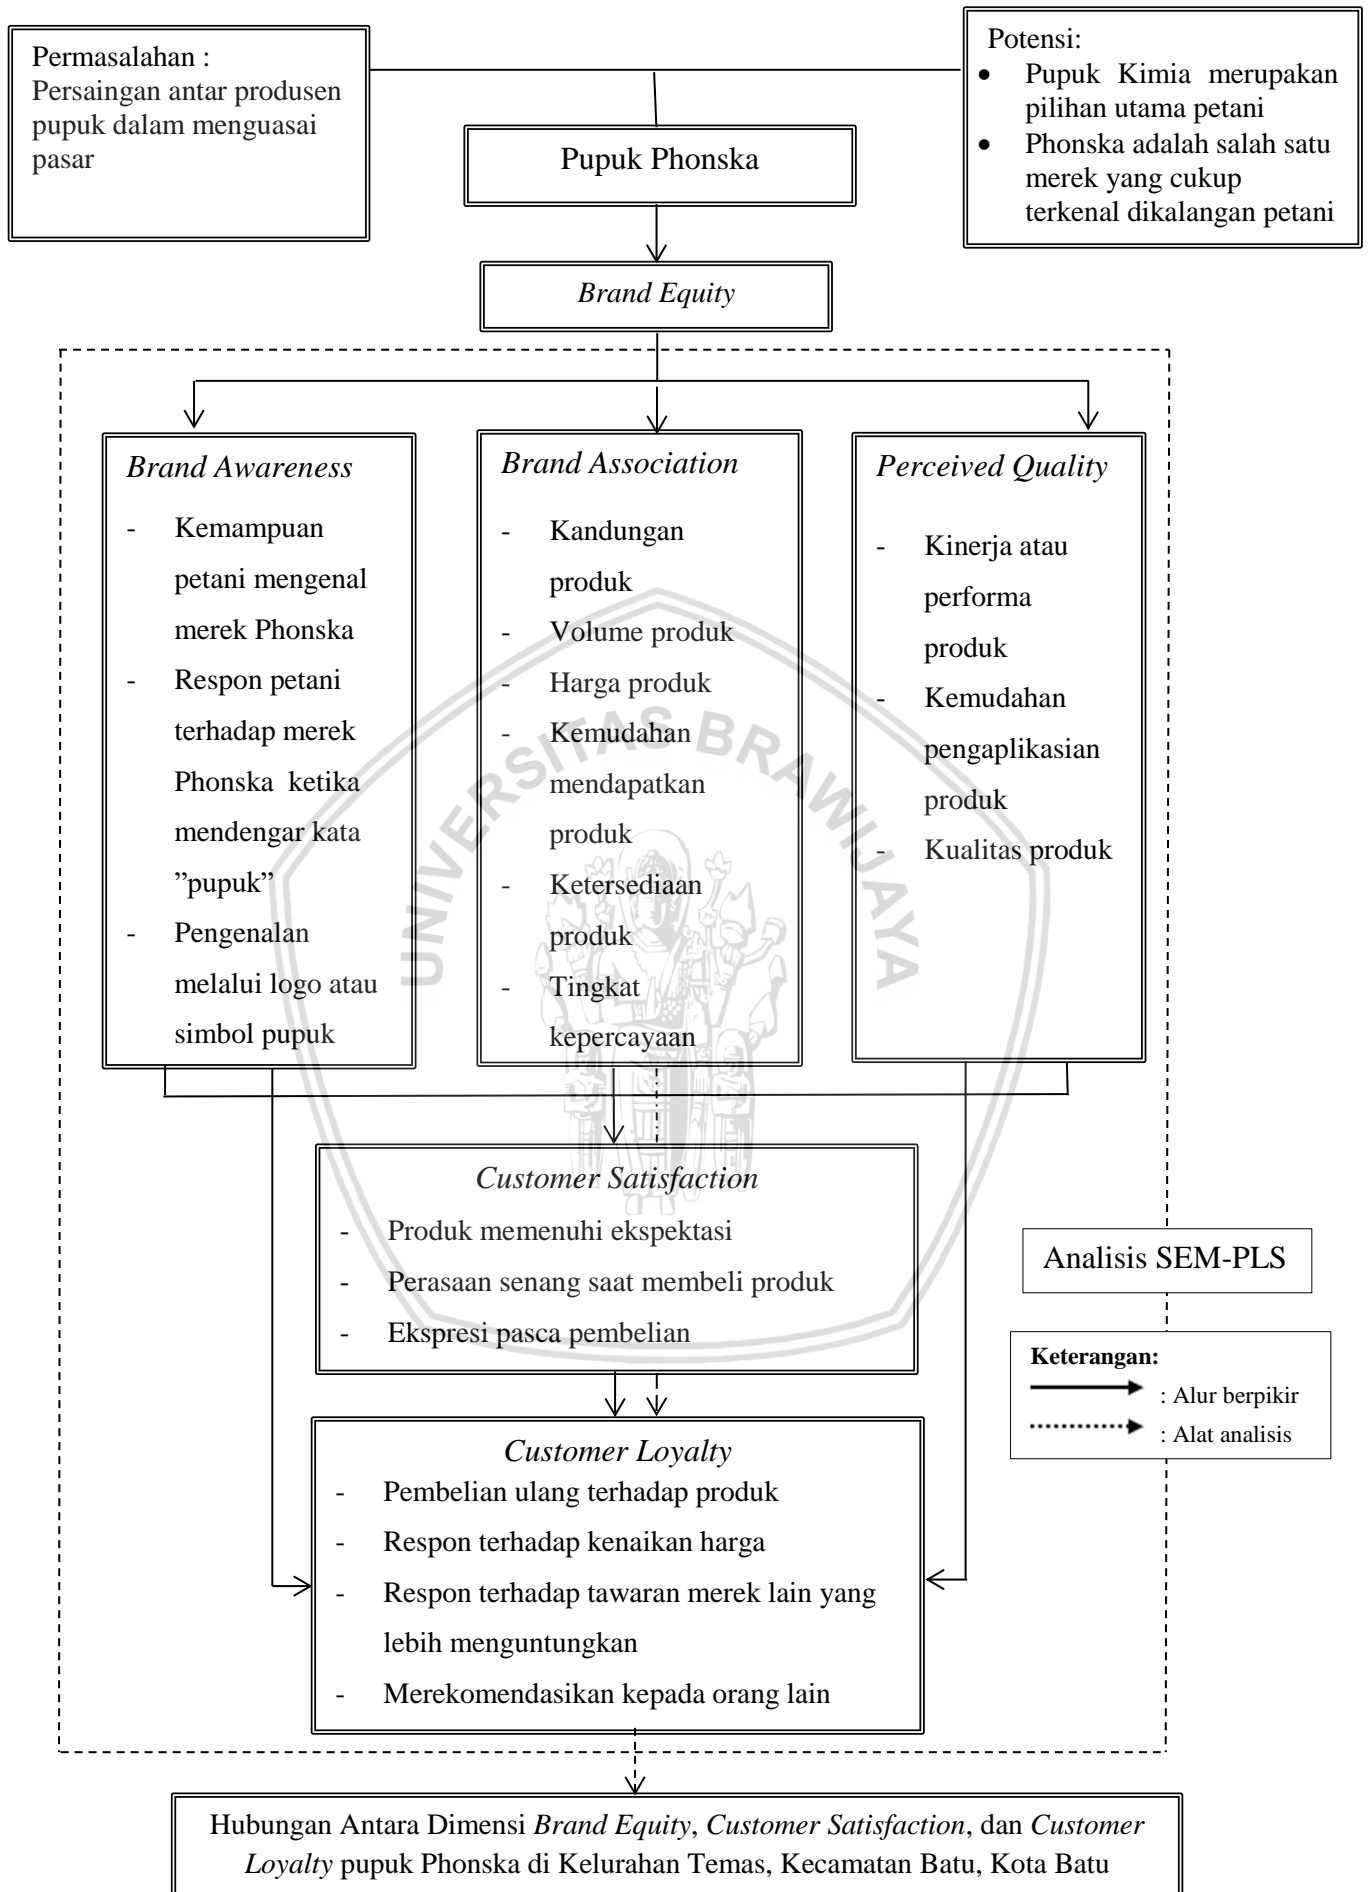 Permasalahan :
Persaingan antar produsen
pupuk dalam menguasai
pasar
Potensi:
• Pupuk Kimia merupakan
pilihan utama petani
• Phonska adalah salah satu
merek yang cukup
terkenal dikalangan petani
Pupuk Phonska
Brand Equity
Brand Awareness
- Kemampuan
petani mengenal
merek Phonska
- Respon petani
terhadap merek
Phonska ketika
mendengar kata
”pupuk”
- Pengenalan
melalui logo atau
simbol pupuk
Brand Association
- Kandungan
produk
- Volume produk
- Harga produk
- Kemudahan
mendapatkan
produk
- Ketersediaan
produk
- Tingkat
kepercayaan
Perceived Quality
- Kinerja atau
performa
produk
- Kemudahan
pengaplikasian
produk
- Kualitas produk
UNIVERSITAS BRAWIJAYA
Customer Satisfaction
- Produk memenuhi ekspektasi
- Perasaan senang saat membeli produk
- Ekspresi pasca pembelian
Analisis SEM-PLS
Keterangan:
: Alur berpikir
: Alat analisis
Customer Loyalty
- Pembelian ulang terhadap produk
- Respon terhadap kenaikan harga
- Respon terhadap tawaran merek lain yang
lebih menguntungkan
- Merekomendasikan kepada orang lain
Hubungan Antara Dimensi Brand Equity, Customer Satisfaction, dan Customer
Loyalty pupuk Phonska di Kelurahan Temas, Kecamatan Batu, Kota Batu